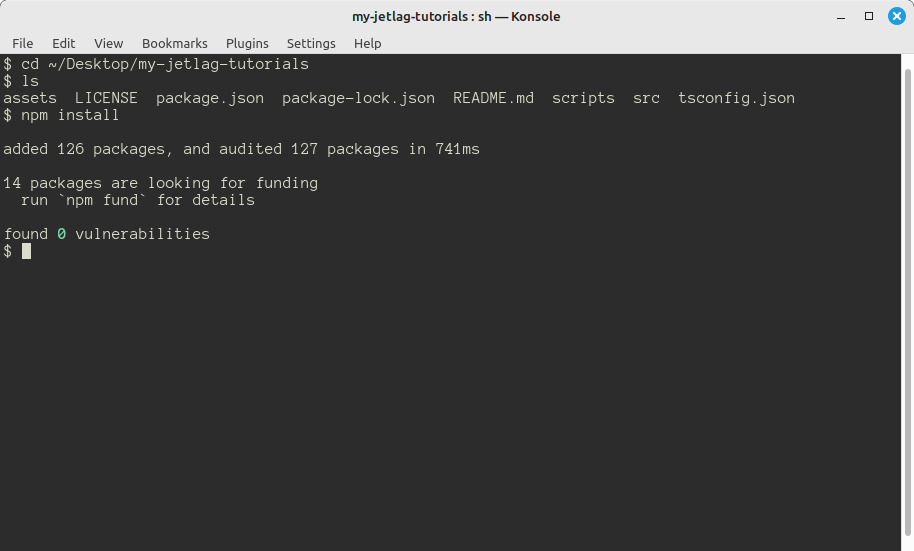 my-jetlag-tutorials : sh — Konsole
File Edit View Bookmarks Plugins Settings Help
$ cd ~/Desktop/my-jetlag-tutorials
$ ls
assets  LICENSE  package.json  package-lock.json  README.md  scripts  src  tsconfig.json
$ npm install
added 126 packages, and audited 127 packages in 741ms
14 packages are looking for funding
  run `npm fund` for details
found 0 vulnerabilities
$